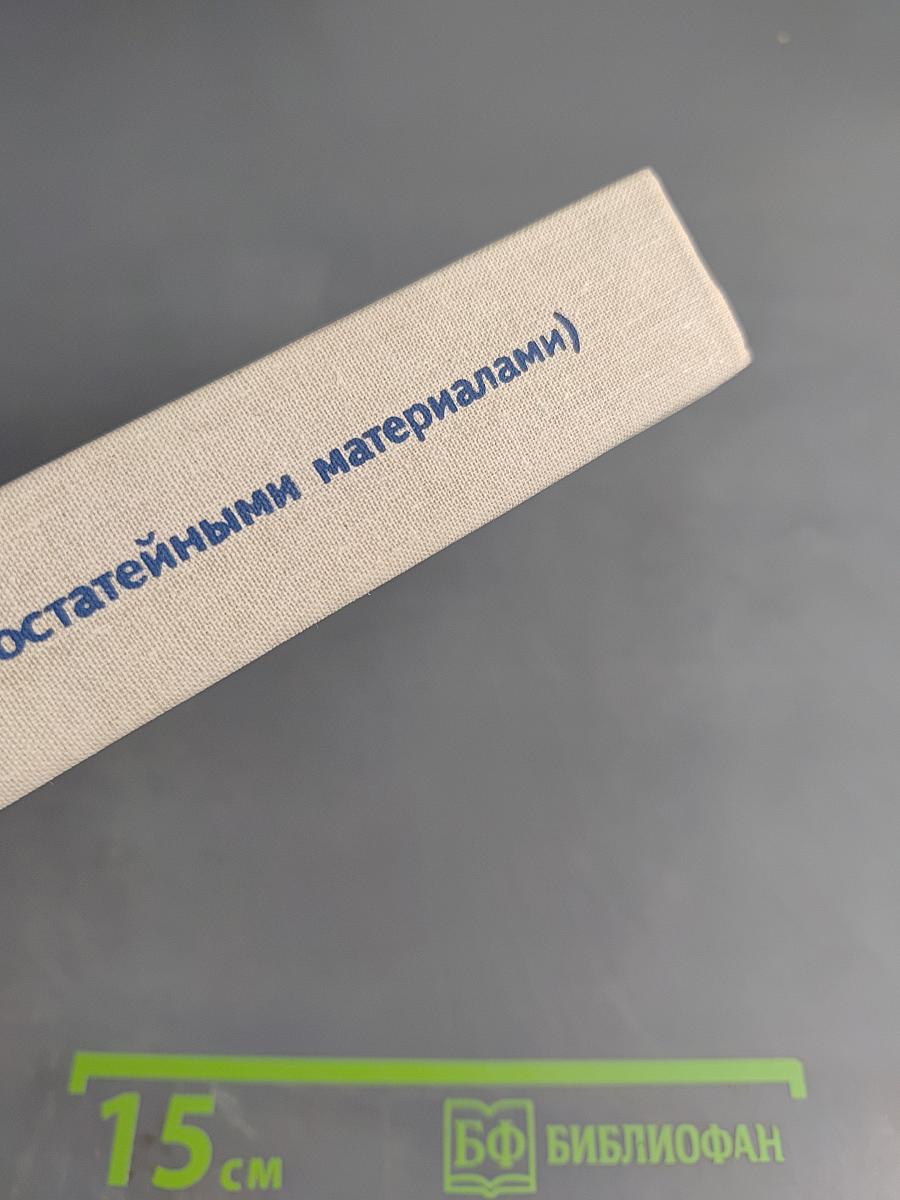 остатейными материалами)
15 см
БФ БИБЛИОФАН